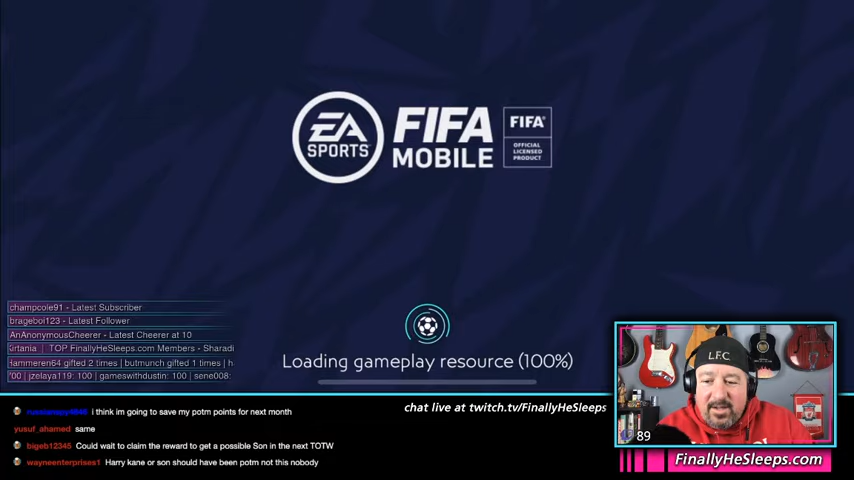 EA
SPORTS
FIFA
MOBILE
FIFA
OFFICIAL
LICENSED
PRODUCT
champcole91 - Latest Subscriber
brageboi123 - Latest Follower
AnAnonymousCheerer - Latest Cheerer at 10
kirtania | TOP FinallyHeSleeps.com Members - Sharadi
iammeren64 gifted 2 times | butmunch gifted 1 times | h
'00 | jzelaya119: 100 | gameswithdustin: 100 | sene008:
Loading gameplay resource (100%)
i think im going to save my potm points for next month
yusuf_ahamed same
bigeb12345 Could wait to claim the reward to get a possible Son in the next TOTW
wayneenterprises1 Harry kane or son should have been potm not this nobody
chat live at twitch.tv/FinallyHeSleeps
L.F.C.
89
FinallyHeSleeps.com